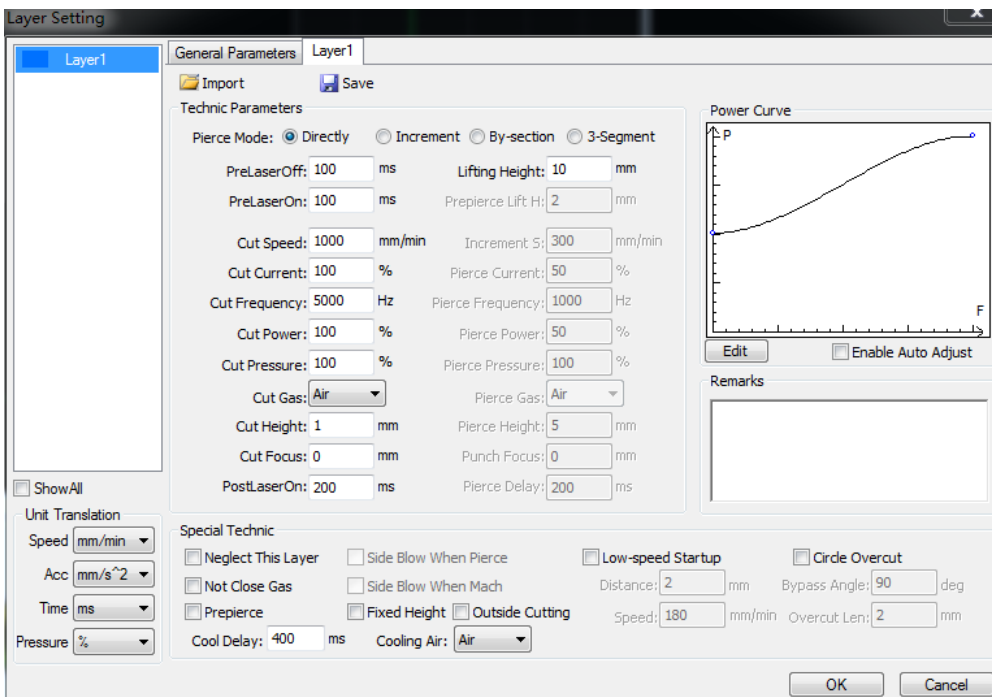 Layer Setting
Layer1
General Parameters Layer1
Import Save
Technic Parameters
Pierce Mode: Directly Increment By-section 3-Segment
PreLaserOff: 100 ms Lifting Height: 10 mm
PreLaserOn: 100 ms Prepierce Lift H: 2 mm
Cut Speed: 1000 mm/min Increment S: 300 mm/min
Cut Current: 100 % Pierce Current: 50 %
Cut Frequency: 5000 Hz Pierce Frequency: 1000 Hz
Cut Power: 100 % Pierce Power: 50 %
Cut Pressure: 100 % Pierce Pressure: 100 %
Cut Gas: Air Pierce Gas: Air
Cut Height: 1 mm Pierce Height: 5 mm
Cut Focus: 0 mm Punch Focus: 0 mm
PostLaserOn: 200 ms Pierce Delay: 200 ms
Power Curve
P
F
Edit Enable Auto Adjust
Remarks
ShowAll
Unit Translation
Speed mm/min
Acc mm/s^2
Time ms
Pressure %
Special Technic
Neglect This Layer Side Blow When Pierce Low-speed Startup Circle Overcut
Not Close Gas Side Blow When Mach Distance: 2 mm Bypass Angle: 90 deg
Prepierce Fixed Height Outside Cutting Speed: 180 mm/min Overcut Len: 2 mm
Cool Delay: 400 ms Cooling Air: Air
OK Cancel